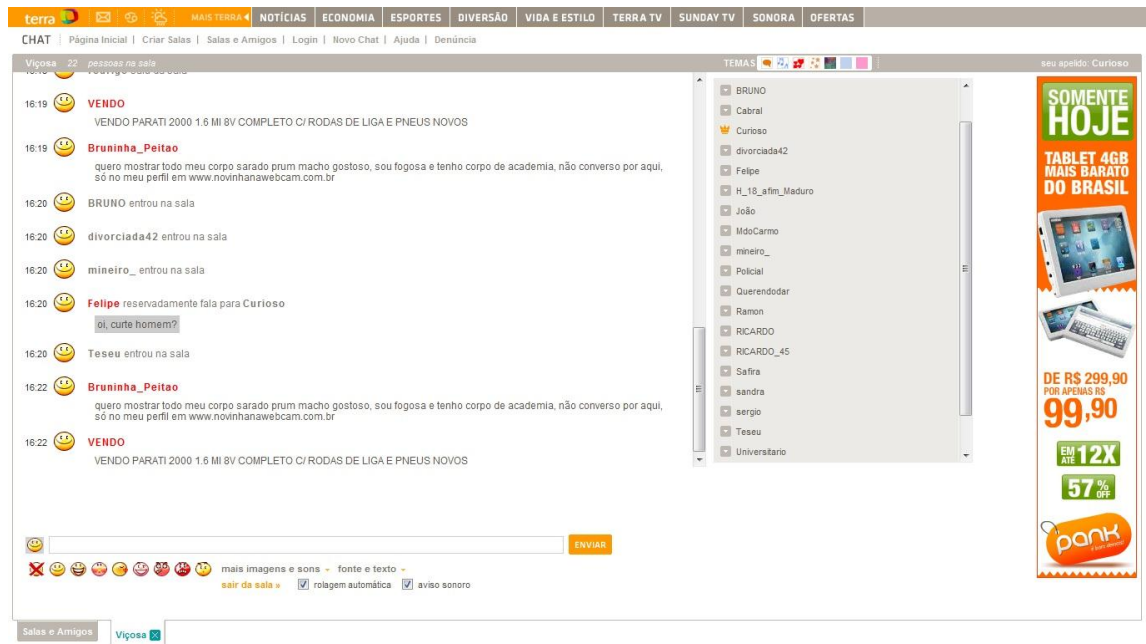 terra MAIS TERRA NOTÍCIAS ECONOMIA ESPORTES DIVERSÃO VIDA E ESTILO TERRA TV SUNDAY TV SONORA OFERTAS
CHAT | Página Inicial | Criar Salas | Salas e Amigos | Login | Novo Chat | Ajuda | Denúncia
Viçosa 22 pessoas na sala
TEMAS
seu apelido: Curioso
16:19 VENDO
VENDO PARATI 2000 1.6 MI 8V COMPLETO C/ RODAS DE LIGA E PNEUS NOVOS
16:19 Bruninha_Peitao
quero mostrar todo meu corpo sarado prum macho gostoso, sou fogosa e tenho corpo de academia, não converso por aqui,
só no meu perfil em www.novinhanawebcam.com.br
16:20 BRUNO entrou na sala
16:20 divorciada42 entrou na sala
16:20 mineiro_ entrou na sala
16:20 Felipe reservadamente fala para Curioso
oi, curte homem?
16:20 Teseu entrou na sala
16:22 Bruninha_Peitao
quero mostrar todo meu corpo sarado prum macho gostoso, sou fogosa e tenho corpo de academia, não converso por aqui,
só no meu perfil em www.novinhanawebcam.com.br
16:22 VENDO
VENDO PARATI 2000 1.6 MI 8V COMPLETO C/ RODAS DE LIGA E PNEUS NOVOS
BRUNO
Cabral
Curioso
divorciada42
Felipe
H_18_afim_Maduro
João
MdoCarmo
mineiro_
Policial
Querendodar
Ramon
RICARDO
RICARDO_45
Safira
sandra
sergio
Teseu
Universitario
SOMENTE
HOJE
TABLET 4GB
MAIS BARATO
DO BRASIL
DE R$ 299,90
POR APENAS R$
99,90
EM ATÉ 12X
57% OFF
pank
ENVIAR
mais imagens e sons fonte e texto
sair da sala » rolagem automática aviso sonoro
Salas e Amigos Viçosa